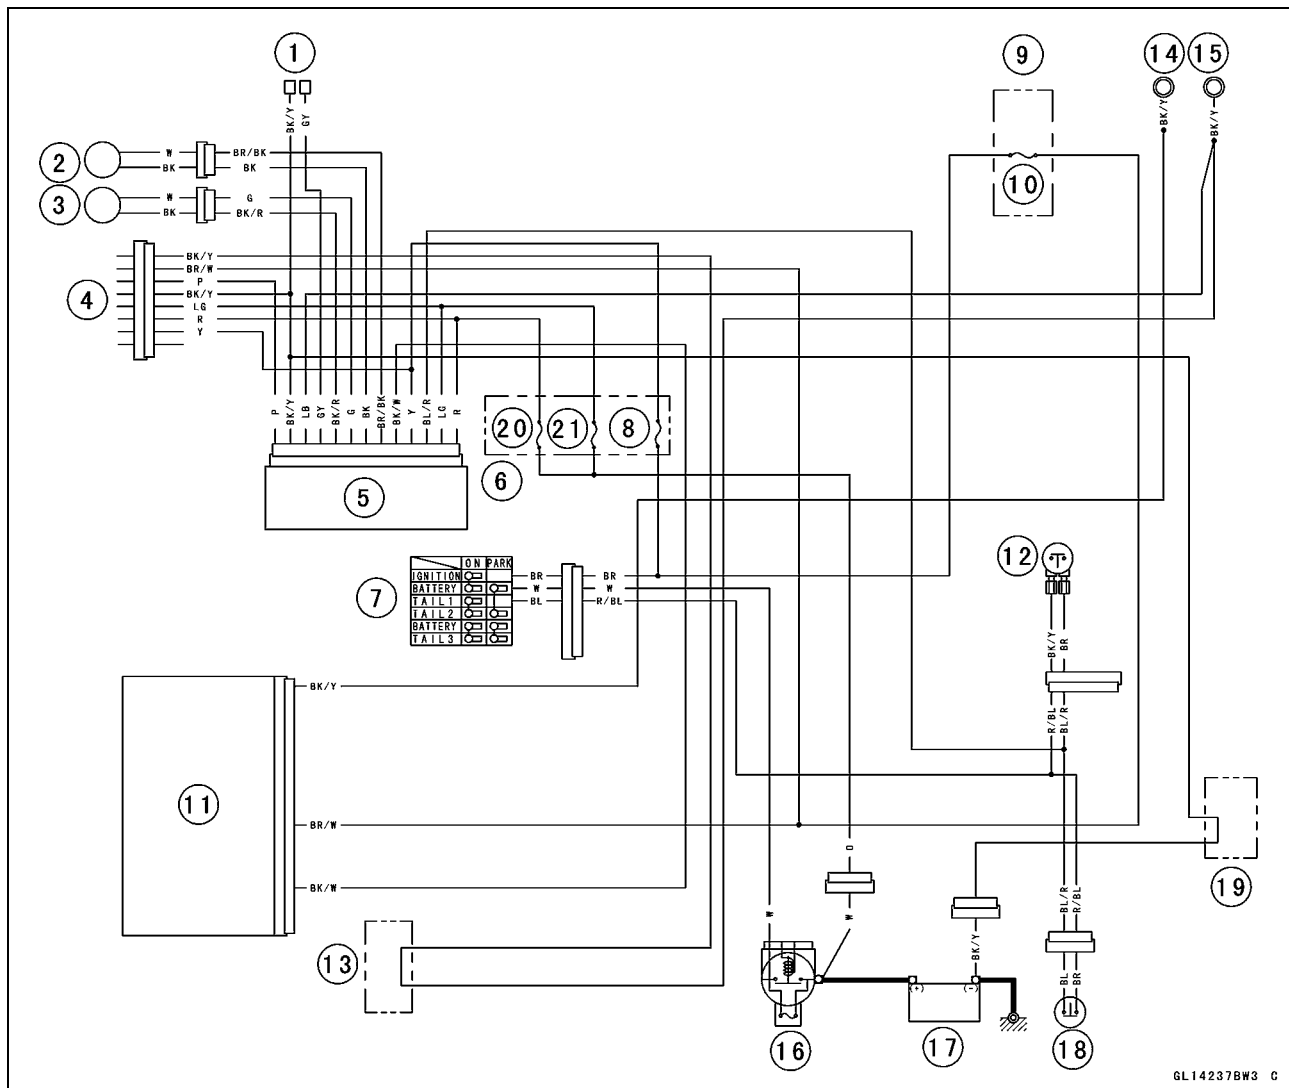 1
9
14
15
BK/Y
GY
BK/Y
BK/Y
2
W
BR/BK
BK
BK
10
3
W
G
BK
BK/R
4
BK/Y
BR/W
P
BK/Y
LG
R
Y
P
BK/Y
LB
GY
BK/R
G
BK
BR/BK
BK/W
Y
BL/R
LG
R
20
21
8
6
5
12
7
ON PARK
IGNITION
BATTERY
TAIL1
TAIL2
BATTERY
TAIL3
BR
W
BL
BR
W
R/BL
BK/Y
BR
R/BL
BL/R
BK/Y
11
BR/W
BK/W
O
W
W
BK/Y
BL/R
R/BL
19
13
(+)
(-)
BL
BR
16
17
18
GL14237BW3 C